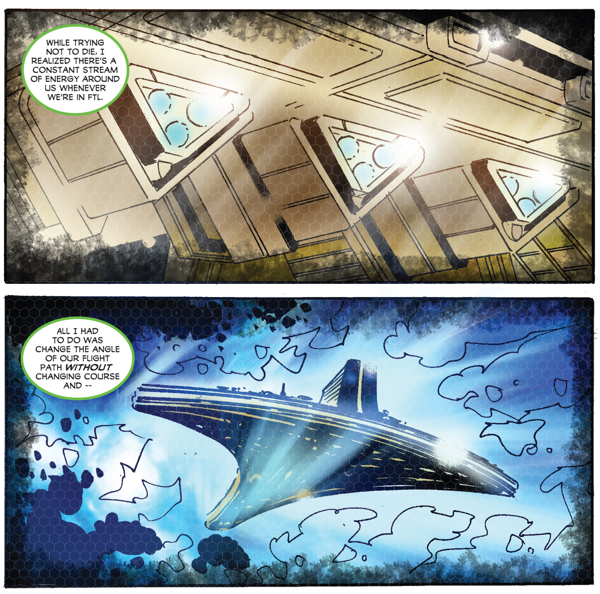 WHILE TRYING
NOT TO DIE, I
REALIZED THERE'S A
CONSTANT STREAM
OF ENERGY AROUND
US WHENEVER
WE'RE IN FTL.
ALL I HAD
TO DO WAS
CHANGE THE ANGLE
OF OUR FLIGHT
PATH WITHOUT
CHANGING COURSE
AND --